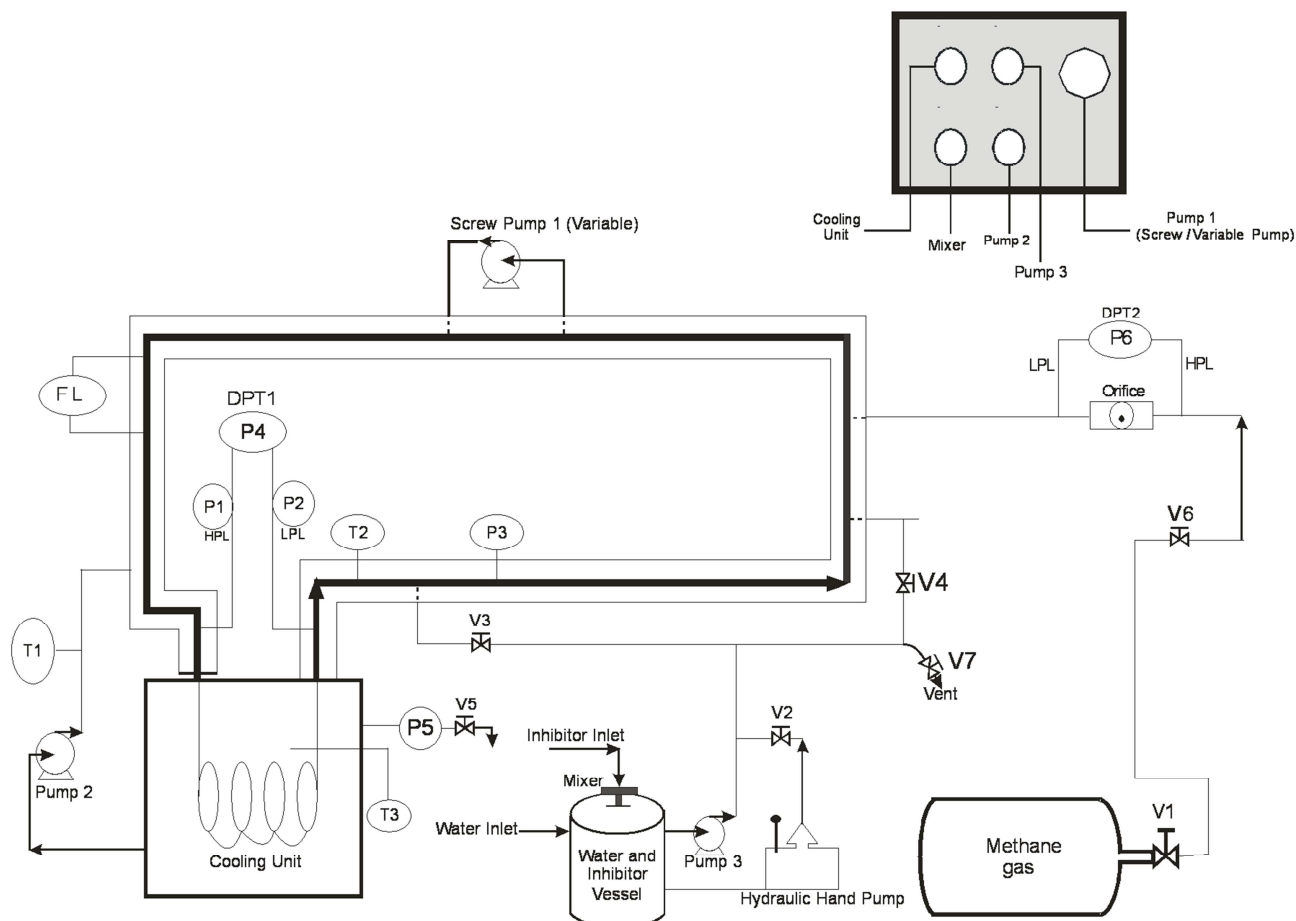 Cooling
Unit
Mixer
Pump 2
Pump 3
Pump 1
(Screw / Variable Pump)
Screw Pump 1 (Variable)
DPT2
P6
LPL
HPL
Orifice
FL
DPT1
P4
P1
HPL
P2
LPL
T2
P3
V6
V4
V3
V7
Vent
T1
Pump 2
P5
V5
T3
Cooling Unit
Inhibitor Inlet
Mixer
Water Inlet
Water and
Inhibitor
Vessel
Pump 3
V2
Hydraulic Hand Pump
Methane
gas
V1